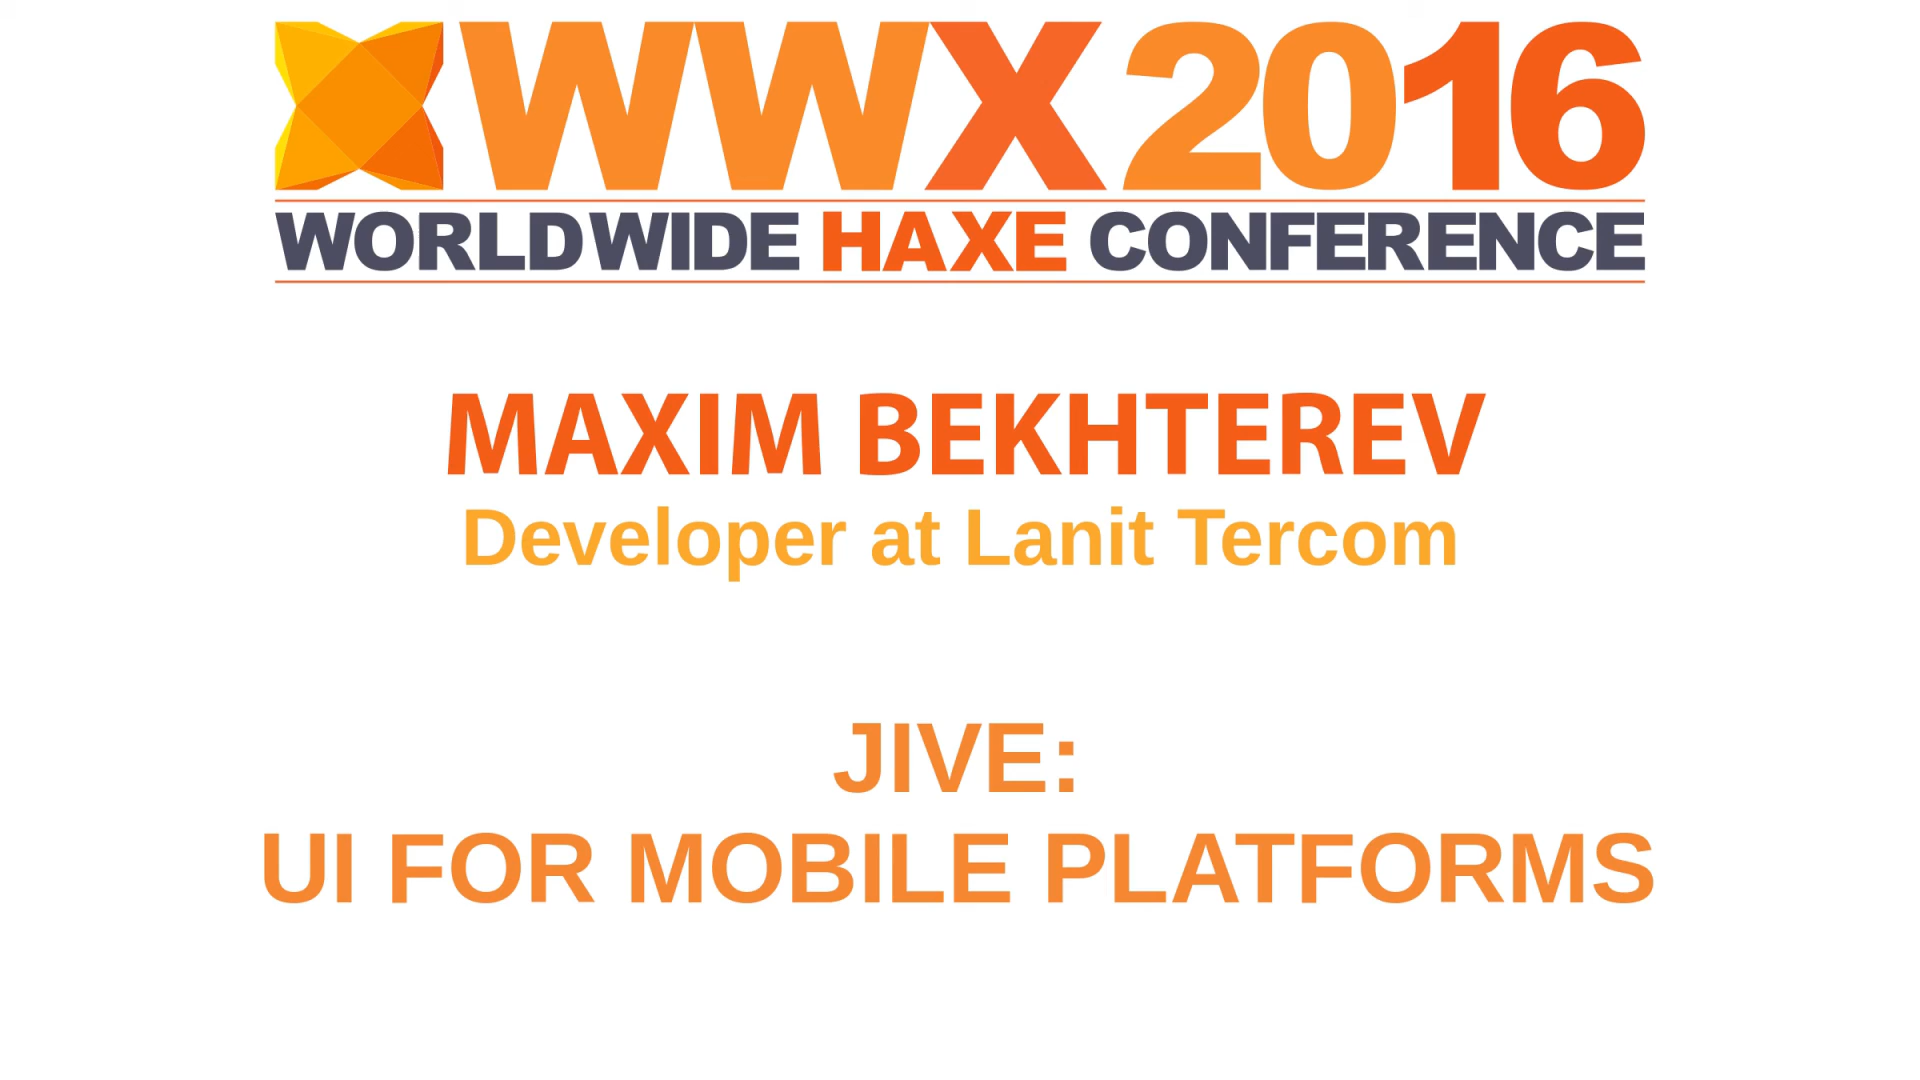 WWX2016
WORLDWIDE HAXE CONFERENCE
MAXIM BEKHTEREV
Developer at Lanit Tercom
JIVE:
UI FOR MOBILE PLATFORMS